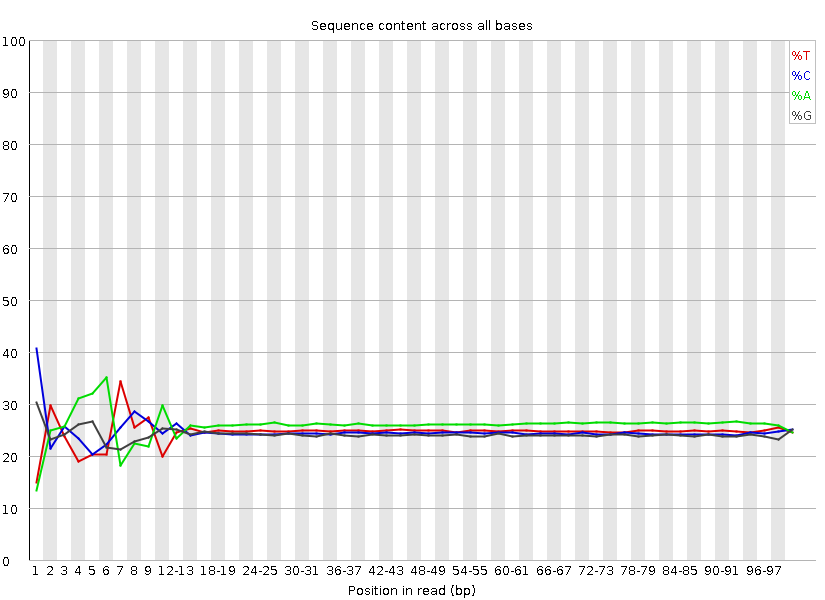 Sequence content across all bases
100
90
80
70
60
50
40
30
20
10
0
%T
%C
%A
%G
1 2 3 4 5 6 7 8 9 12-13 18-19 24-25 30-31 36-37 42-43 48-49 54-55 60-61 66-67 72-73 78-79 84-85 90-91 96-97
Position in read (bp)